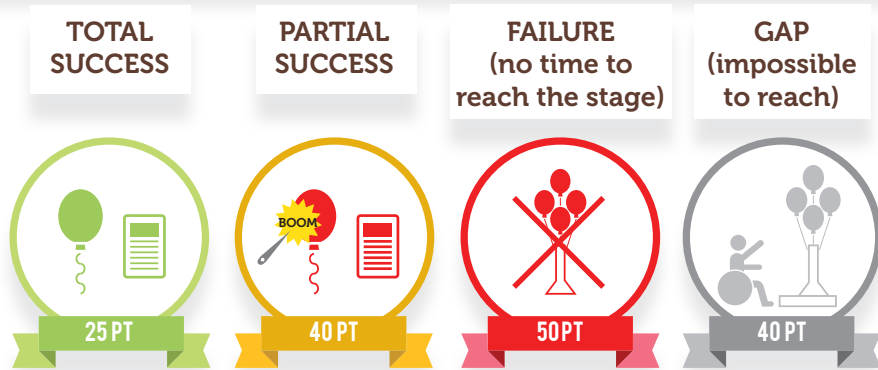 TOTAL
SUCCESS
PARTIAL
SUCCESS
FAILURE
(no time to
reach the stage)
GAP
(impossible
to reach)
BOOM
25 PT
40 PT
50 PT
40 PT